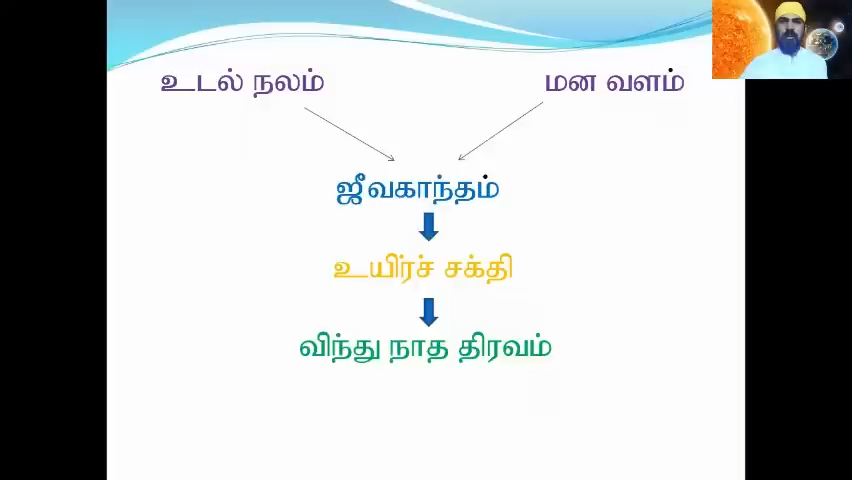 உடல் நலம் மன வளம்
ஜீவகாந்தம்
உயிர்ச் சக்தி
விந்து நாத திரவம்